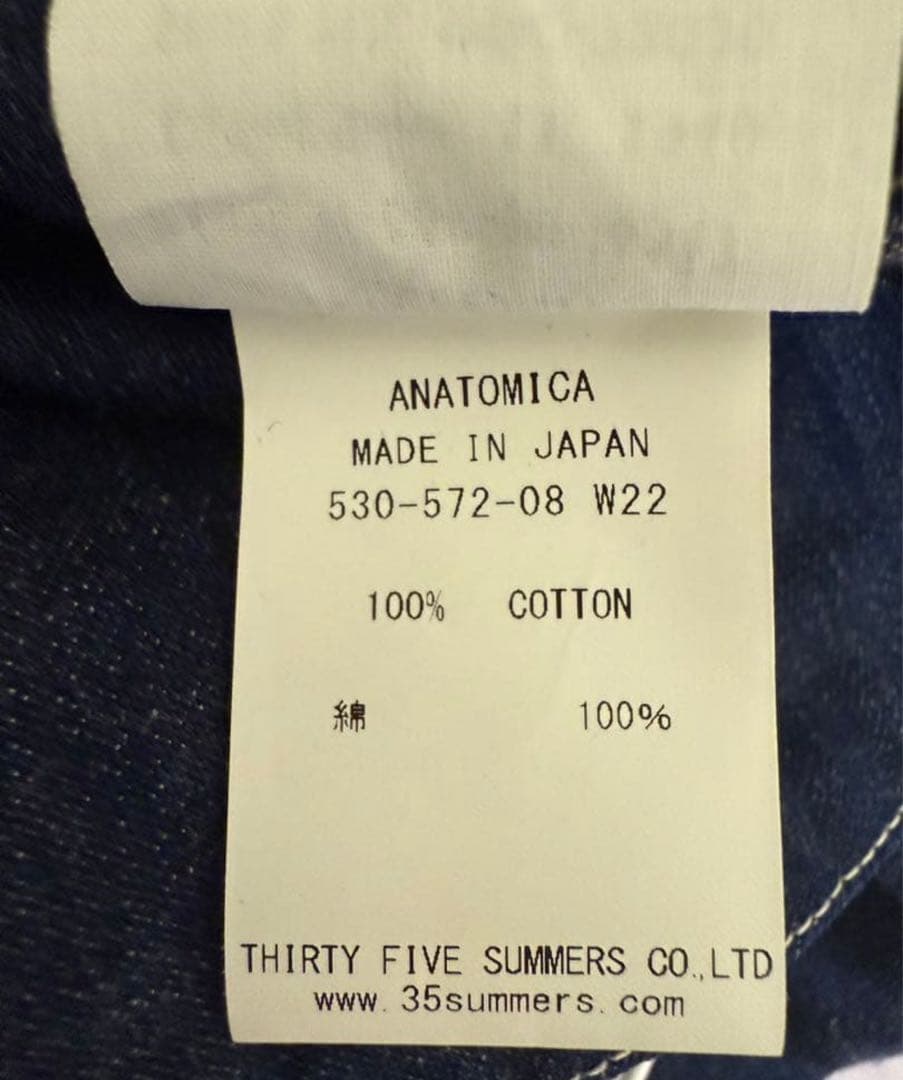 ANATOMICA
MADE IN JAPAN
530-572-08 W22
100% COTTON
綿 100%
THIRTY FIVE SUMMERS CO.,LTD
www.35summers.com